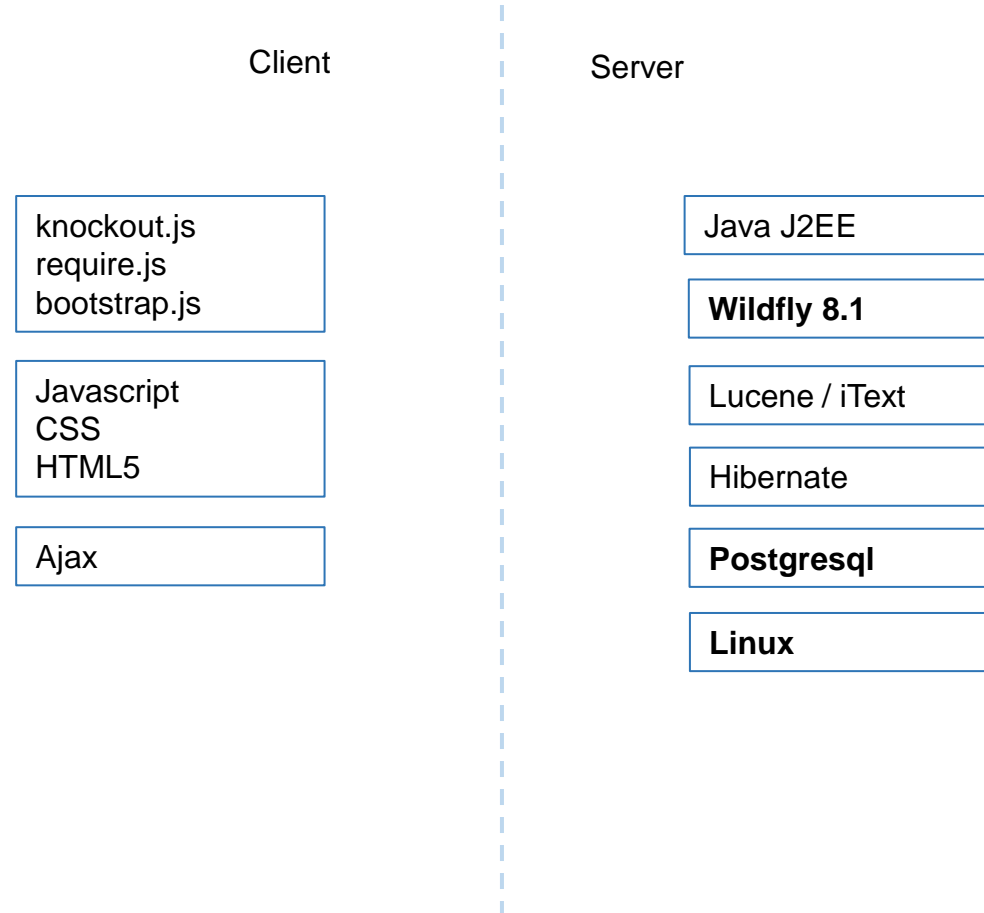 Client
Server
knockout.js
require.js
bootstrap.js
Javascript
CSS
HTML5
Ajax
Java J2EE
Wildfly 8.1
Lucene / iText
Hibernate
Postgresql
Linux